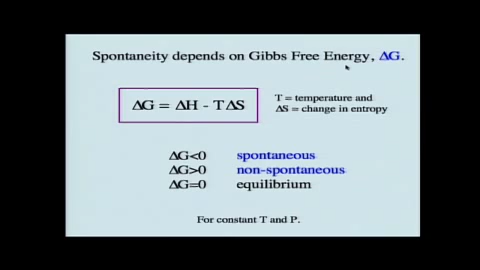 Spontaneity depends on Gibbs Free Energy, ΔG.
ΔG = ΔH - TΔS
T = temperature and
ΔS = change in entropy
ΔG<0 spontaneous
ΔG>0 non-spontaneous
ΔG=0 equilibrium
For constant T and P.